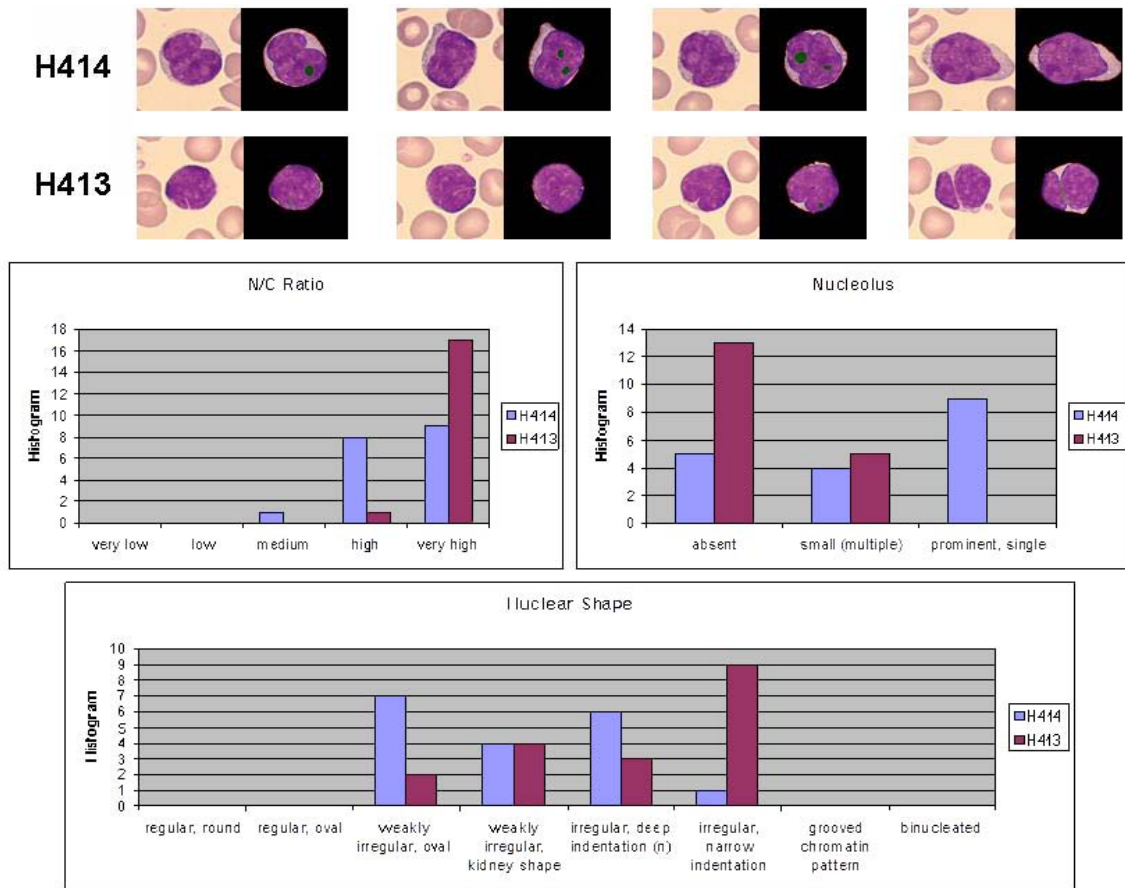 H414
H413
N/C Ratio
Histogram
18
16
14
12
10
8
6
4
2
0
very low
low
medium
high
very high
H414
H413
Nucleolus
Histogram
14
12
10
8
6
4
2
0
absent
small (multiple)
prominent, single
H414
H413
Nuclear Shape
Histogram
10
9
8
7
6
5
4
3
2
1
0
regular, round
regular, oval
weakly
irregular, oval
weakly
irregular,
kidney shape
irregular, deep
indentation (n)
irregular,
narrow
indentation
grooved
chromatin
pattern
binucleated
H414
H413